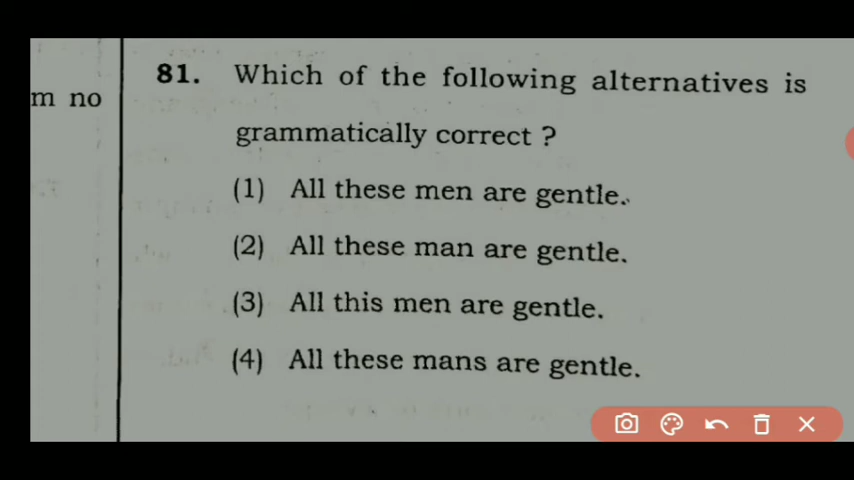 m no
81. Which of the following alternatives is
grammatically correct ?
(1) All these men are gentle.
(2) All these man are gentle.
(3) All this men are gentle.
(4) All these mans are gentle.